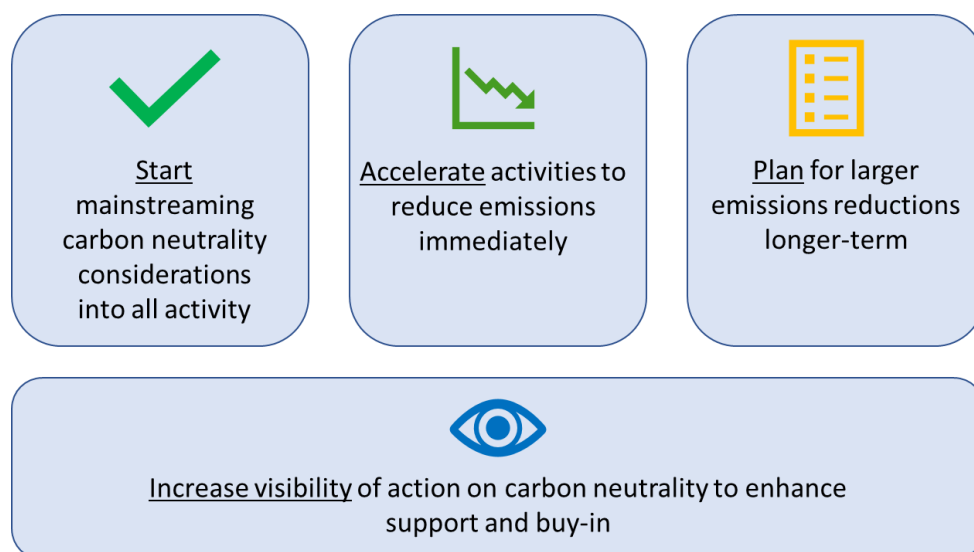 Start
mainstreaming
carbon neutrality
considerations
into all activity
Accelerate activities to
reduce emissions
immediately
Plan for larger
emissions reductions
longer-term
Increase visibility of action on carbon neutrality to enhance
support and buy-in